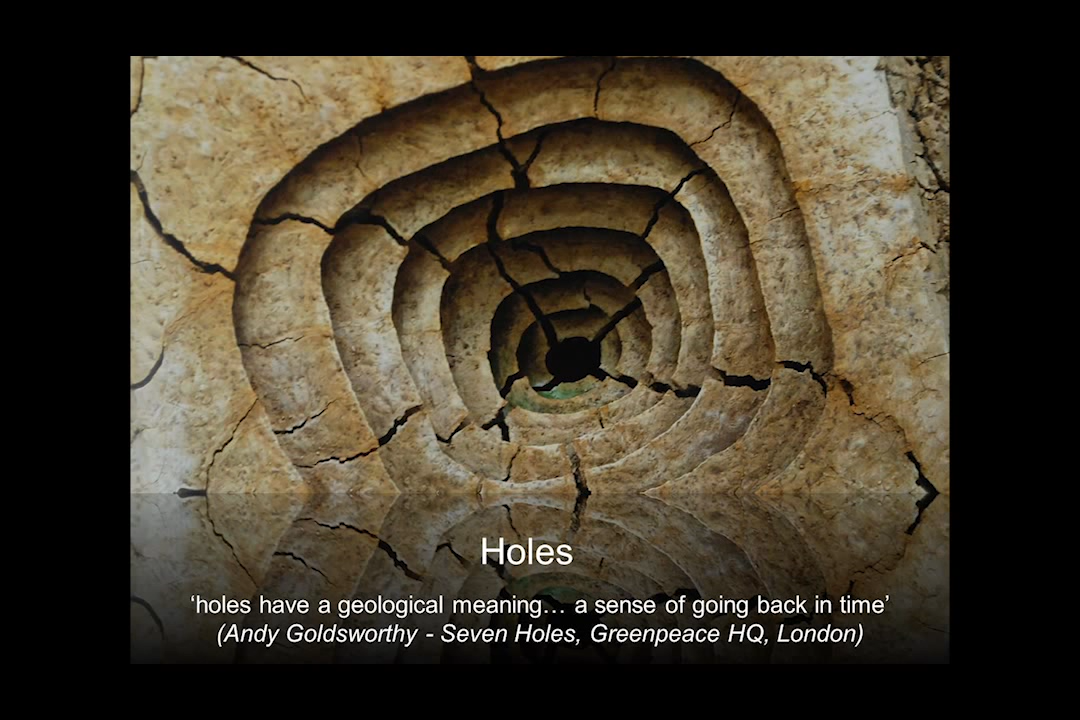 Holes
‘holes have a geological meaning… a sense of going back in time’
(Andy Goldsworthy - Seven Holes, Greenpeace HQ, London)